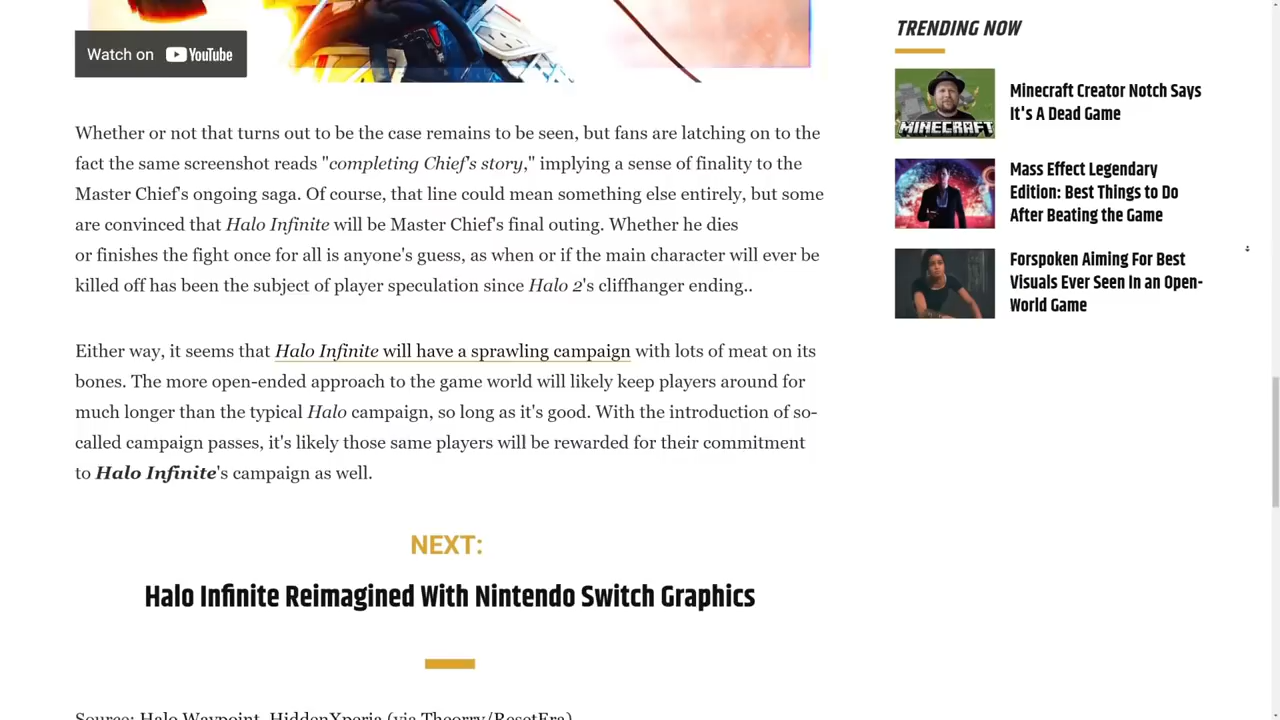 Watch on YouTube
Whether or not that turns out to be the case remains to be seen, but fans are latching on to the
fact the same screenshot reads "completing Chief's story," implying a sense of finality to the
Master Chief's ongoing saga. Of course, that line could mean something else entirely, but some
are convinced that Halo Infinite will be Master Chief's final outing. Whether he dies
or finishes the fight once for all is anyone's guess, as when or if the main character will ever be
killed off has been the subject of player speculation since Halo 2's cliffhanger ending..
Either way, it seems that Halo Infinite will have a sprawling campaign with lots of meat on its
bones. The more open-ended approach to the game world will likely keep players around for
much longer than the typical Halo campaign, so long as it's good. With the introduction of so-
called campaign passes, it's likely those same players will be rewarded for their commitment
to Halo Infinite's campaign as well.
NEXT:
Halo Infinite Reimagined With Nintendo Switch Graphics
Source: Halo Waypoint, HiddenXperia (via Theorry/ResetEra)
TRENDING NOW
MINECRAFT
Minecraft Creator Notch Says
It's A Dead Game
Mass Effect Legendary
Edition: Best Things to Do
After Beating the Game
Forspoken Aiming For Best
Visuals Ever Seen In an Open-
World Game